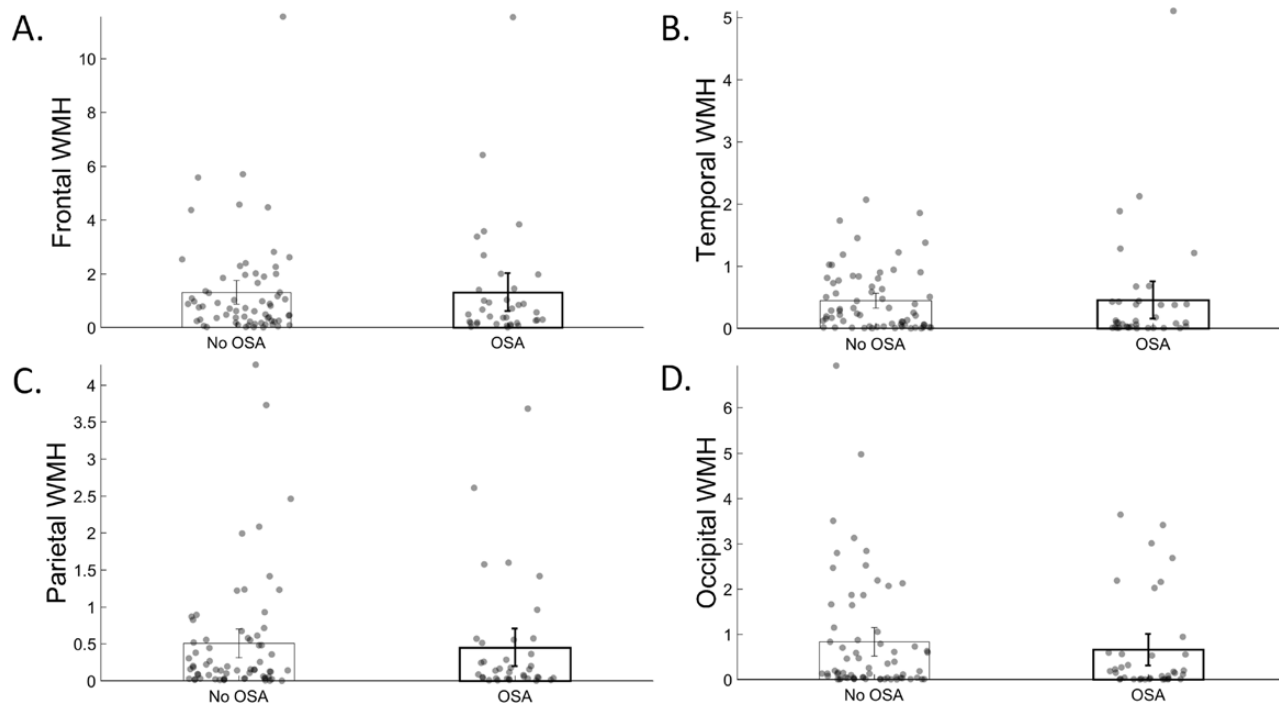 A.
Frontal WMH
10
8
6
4
2
0
No OSA
OSA
B.
Temporal WMH
5
4
3
2
1
0
No OSA
OSA
C.
Parietal WMH
4
3.5
3
2.5
2
1.5
1
0.5
0
No OSA
OSA
D.
Occipital WMH
6
5
4
3
2
1
0
No OSA
OSA